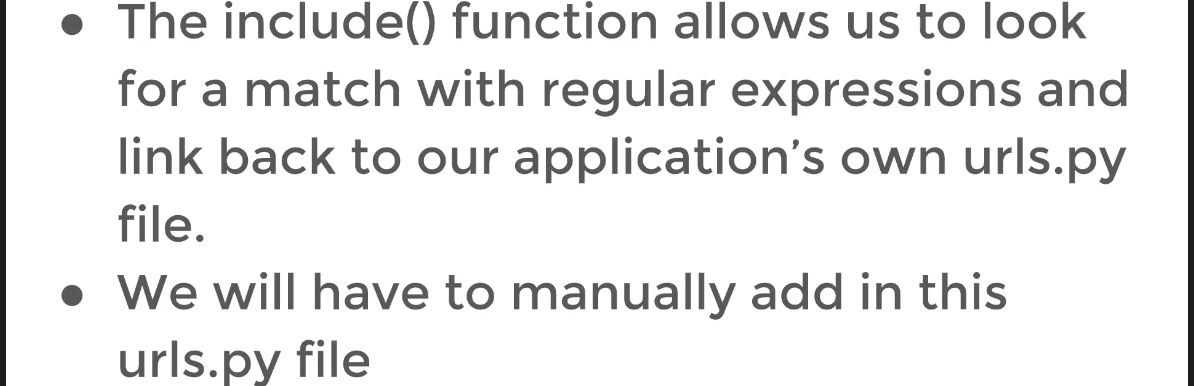 • The include() function allows us to look
for a match with regular expressions and
link back to our application’s own urls.py
file.
• We will have to manually add in this
urls.py file